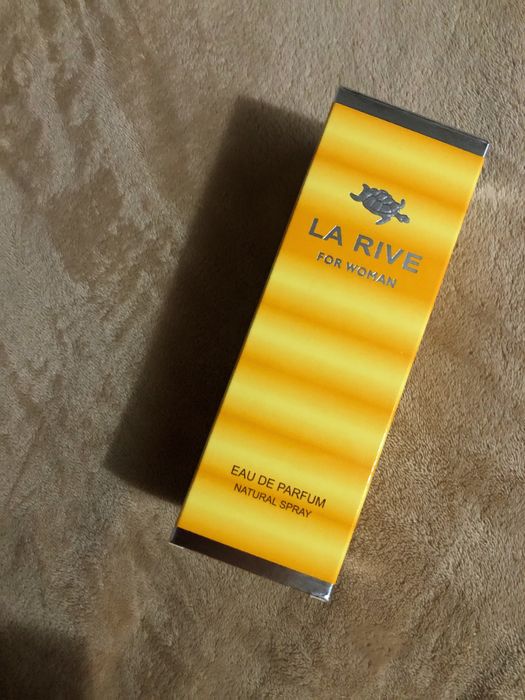 LA RIVE
FOR WOMAN
EAU DE PARFUM
NATURAL SPRAY